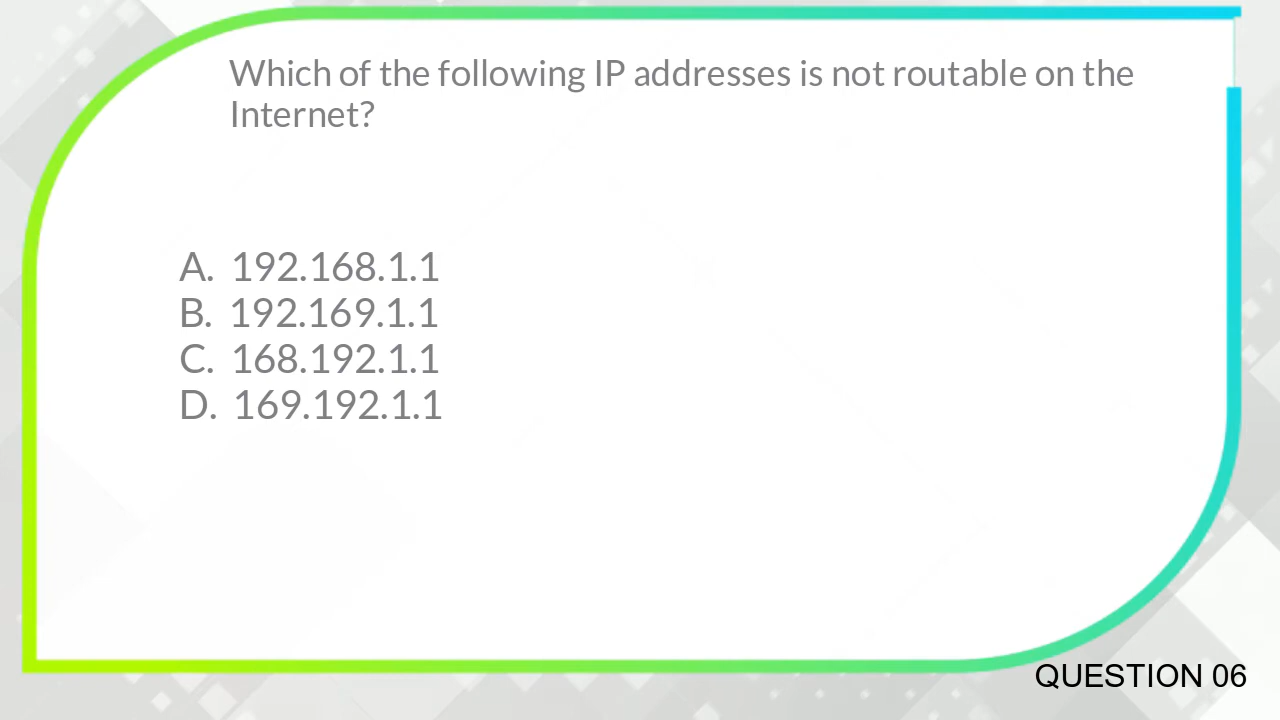 Which of the following IP addresses is not routable on the
Internet?
A. 192.168.1.1
B. 192.169.1.1
C. 168.192.1.1
D. 169.192.1.1
QUESTION 06